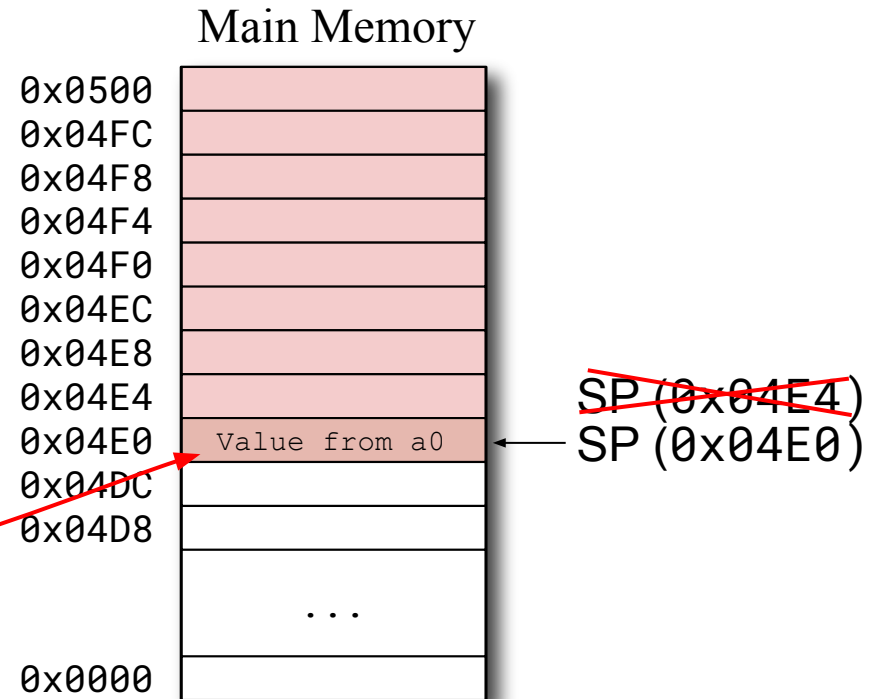 Main Memory
0x0500
0x04FC
0x04F8
0x04F4
0x04F0
0x04EC
0x04E8
0x04E4
SP (0x04E4)
0x04E0
Value from a0
SP (0x04E0)
0x04DC
0x04D8
...
0x0000